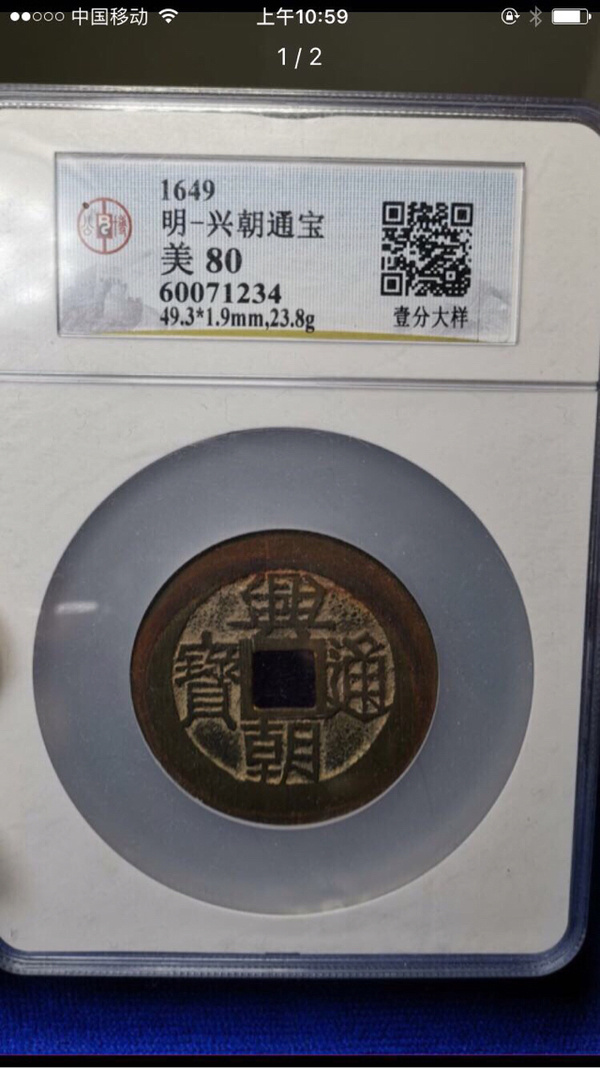 中国移动 上午10:59
1 / 2
1649
明-兴朝通宝
美 80
60071234
49.3*1.9mm,23.8g
壹分大样
興
寶 通
朝